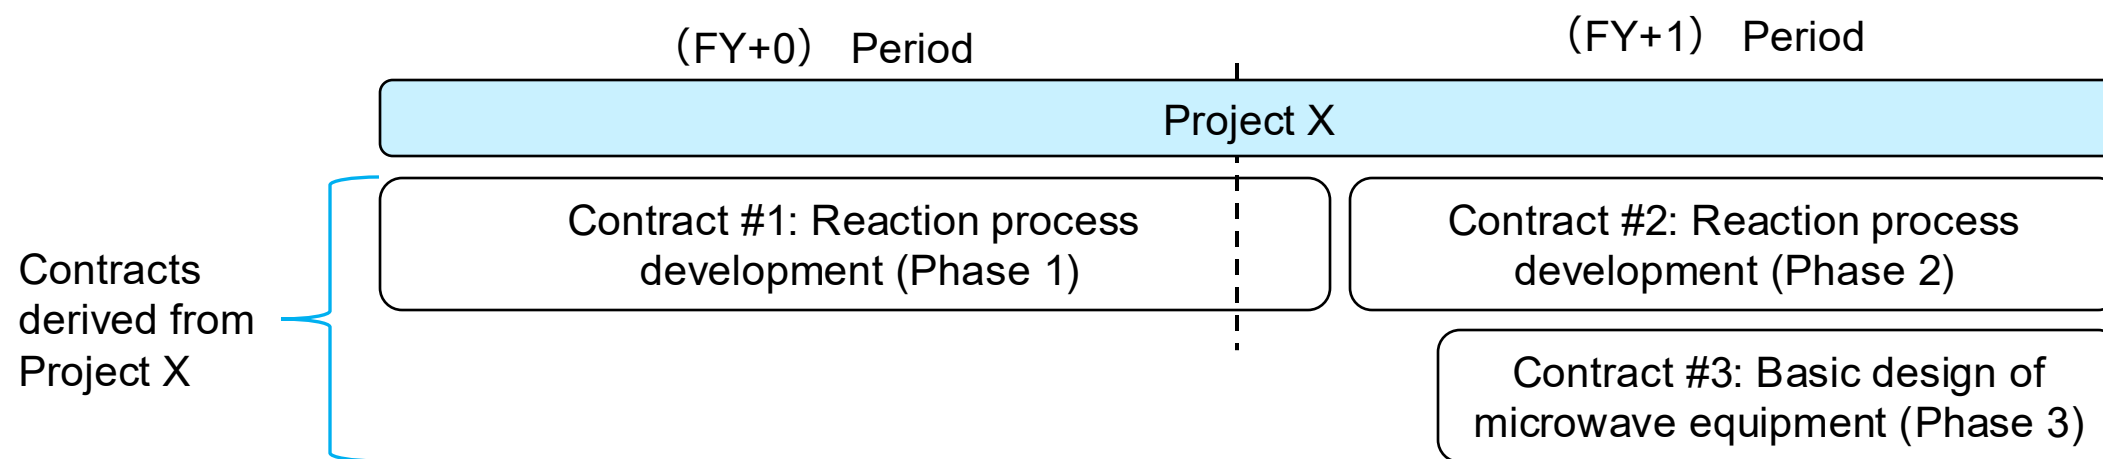 （FY+0） Period
（FY+1） Period
Project X
Contract #1: Reaction process
development (Phase 1)
Contract #2: Reaction process
development (Phase 2)
Contracts
derived from
Project X
Contract #3: Basic design of
microwave equipment (Phase 3)